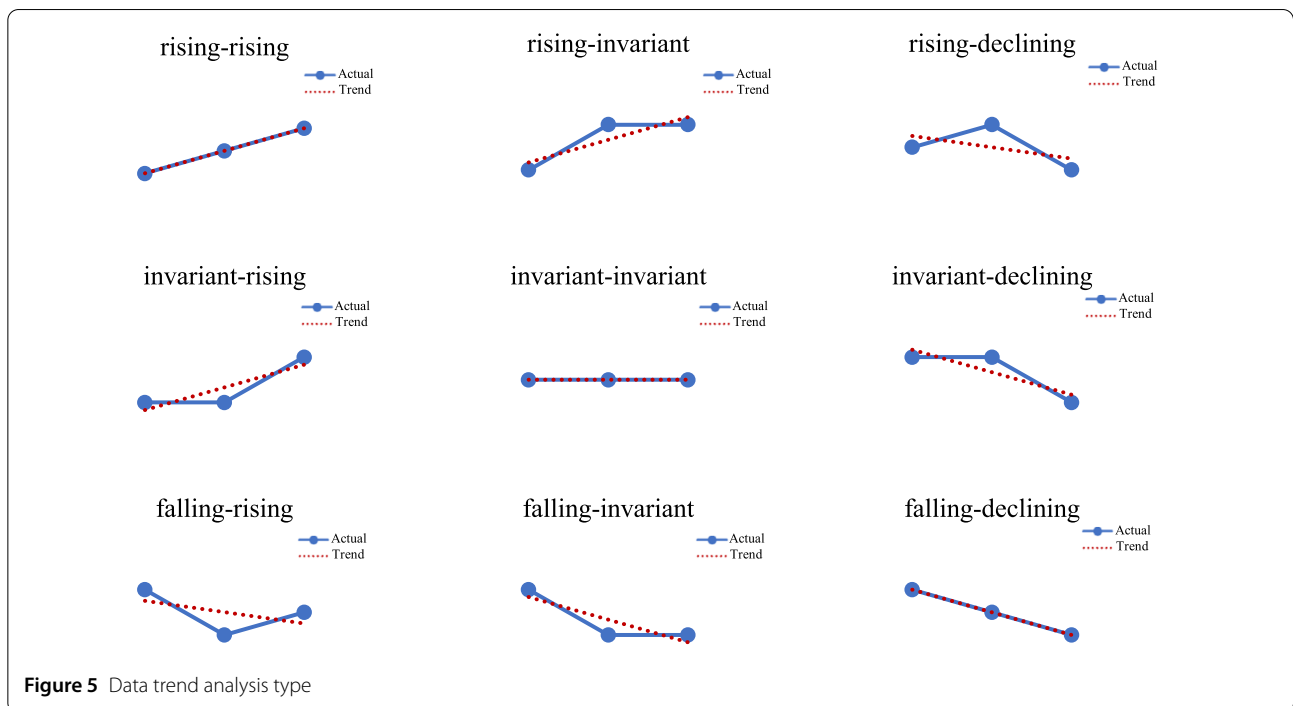 rising-rising
Actual
Trend
rising-invariant
Actual
Trend
rising-declining
Actual
Trend
invariant-rising
Actual
Trend
invariant-invariant
Actual
Trend
invariant-declining
Actual
Trend
falling-rising
Actual
Trend
falling-invariant
Actual
Trend
falling-declining
Actual
Trend
Figure 5 Data trend analysis type